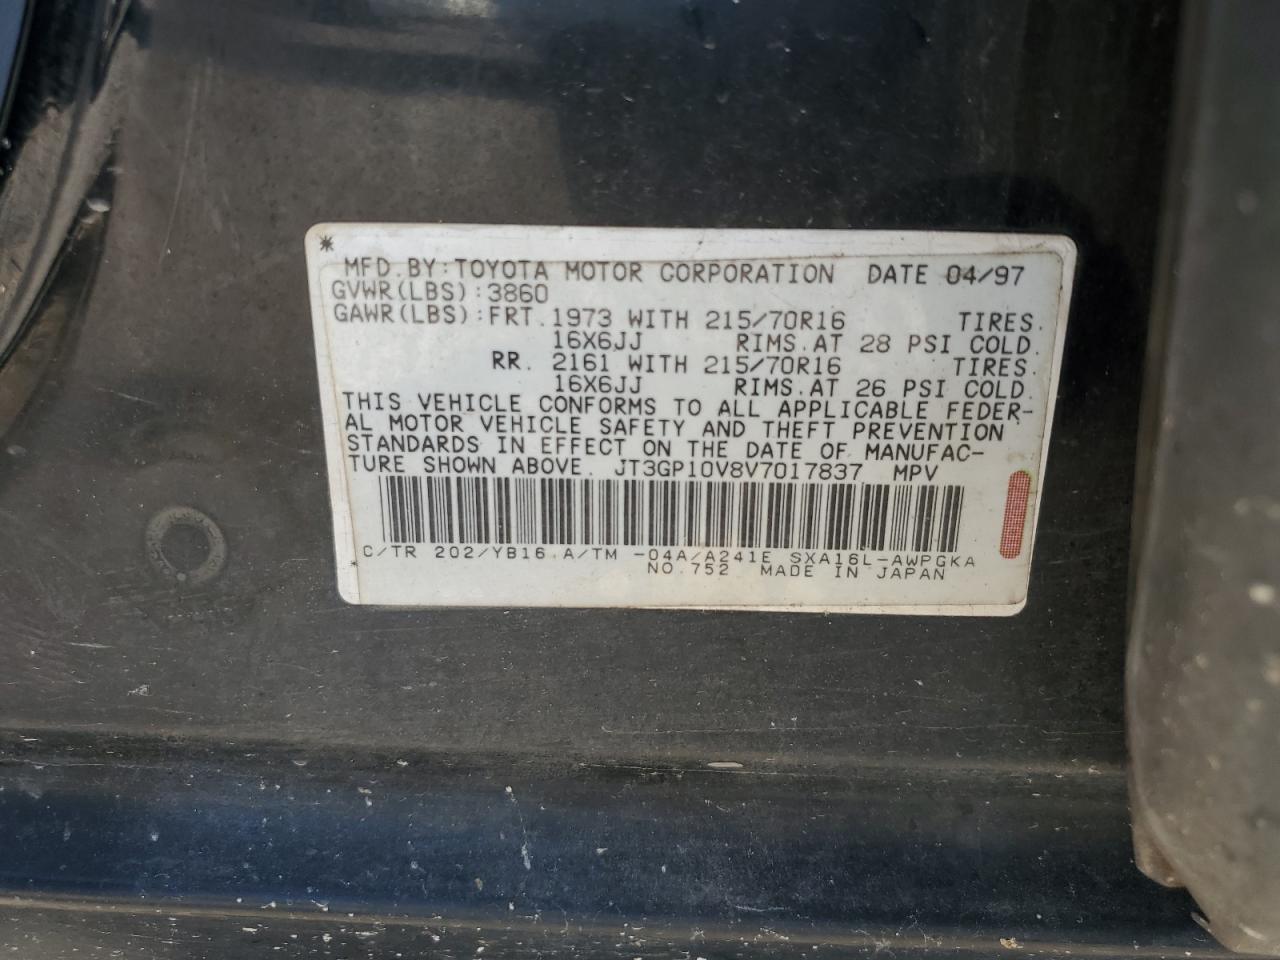 MFD. BY: TOYOTA MOTOR CORPORATION DATE 04/97
GVWR(LBS): 3860
GAWR(LBS): FRT. 1973 WITH 215/70R16 TIRES.
16X6JJ RIMS. AT 28 PSI COLD.
RR. 2161 WITH 215/70R16 TIRES.
16X6JJ RIMS. AT 26 PSI COLD.
THIS VEHICLE CONFORMS TO ALL APPLICABLE FEDER-
AL MOTOR VEHICLE SAFETY AND THEFT PREVENTION
STANDARDS IN EFFECT ON THE DATE OF MANUFAC-
TURE SHOWN ABOVE. JT3GP10V8V7017837 MPV
C/TR 202/YB16 A/TM -04A/A241E SXA16L-AWPGKA
NO. 752 MADE IN JAPAN